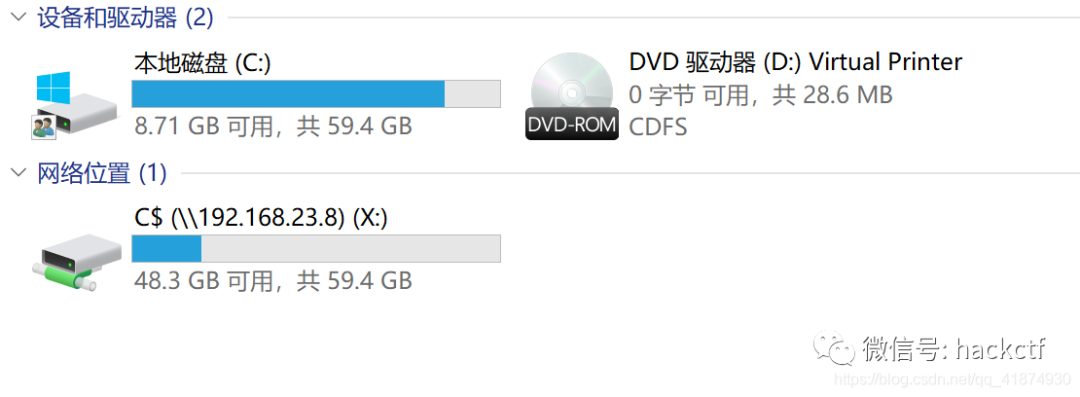 设备和驱动器 (2)
本地磁盘 (C:)
8.71 GB 可用，共 59.4 GB
DVD 驱动器 (D:) Virtual Printer
0 字节 可用，共 28.6 MB
CDFS
DVD-ROM
网络位置 (1)
C$ (\\192.168.23.8) (X:)
48.3 GB 可用，共 59.4 GB
微信号: hackctf
https://blog.csdn.net/qq_41874930